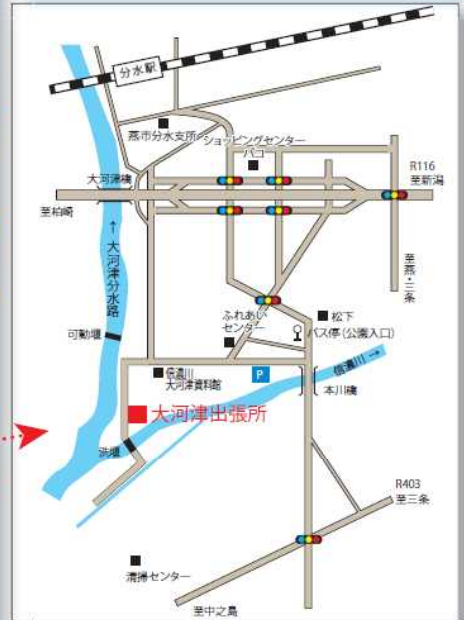 分水駅
燕市分水支所
ショッピングセンター
パコ
大河津橋
R116
至新潟
至柏崎
↑大河津分水路
至燕・三条
ふれあい
センター
松下
バス停(公園入口)
可動堰
信濃川→
信濃川
大河津資料館
P
本川橋
大河津出張所
洗堰
R403
至三条
清掃センター
至中之島